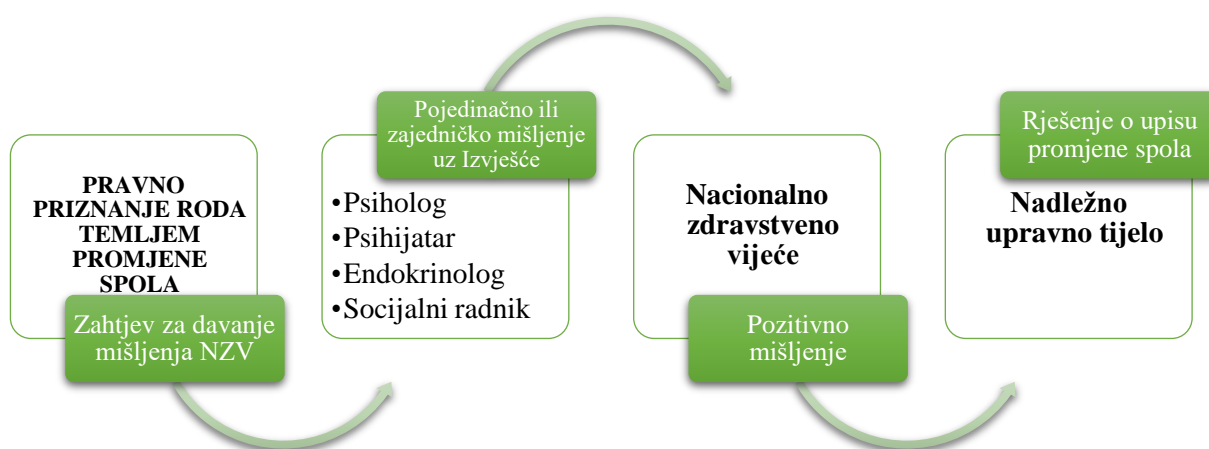 PRAVNO
PRIZNANJE RODA
TEMLJEM
PROMJENE
SPOLA
Zahtjev za davanje
mišljenja NZV
Pojedinačno ili
zajedničko mišljenje
uz Izvješće
•Psiholog
•Psihijatar
•Endokrinolog
•Socijalni radnik
Nacionalno
zdravstveno
vijeće
Pozitivno
mišljenje
Rješenje o upisu
promjene spola
Nadležno
upravno tijelo